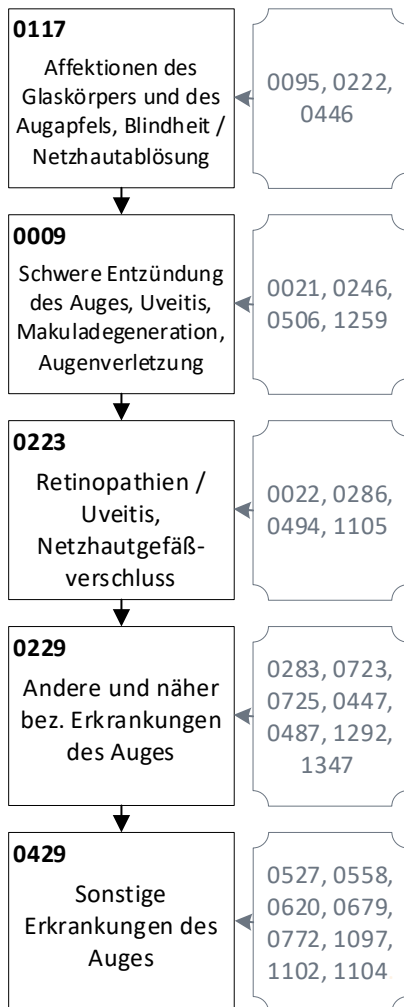 0117
Affektionen des
Glaskörpers und des
Augapfels, Blindheit /
Netzhautablösung
0095, 0222,
0446
0009
Schwere Entzündung
des Auges, Uveitis,
Makuladegeneration,
Augenverletzung
0021, 0246,
0506, 1259
0223
Retinopathien /
Uveitis,
Netzhautgefäß-
verschluss
0022, 0286,
0494, 1105
0229
Andere und näher
bez. Erkrankungen
des Auges
0283, 0723,
0725, 0447,
0487, 1292,
1347
0429
Sonstige
Erkrankungen des
Auges
0527, 0558,
0620, 0679,
0772, 1097,
1102, 1104